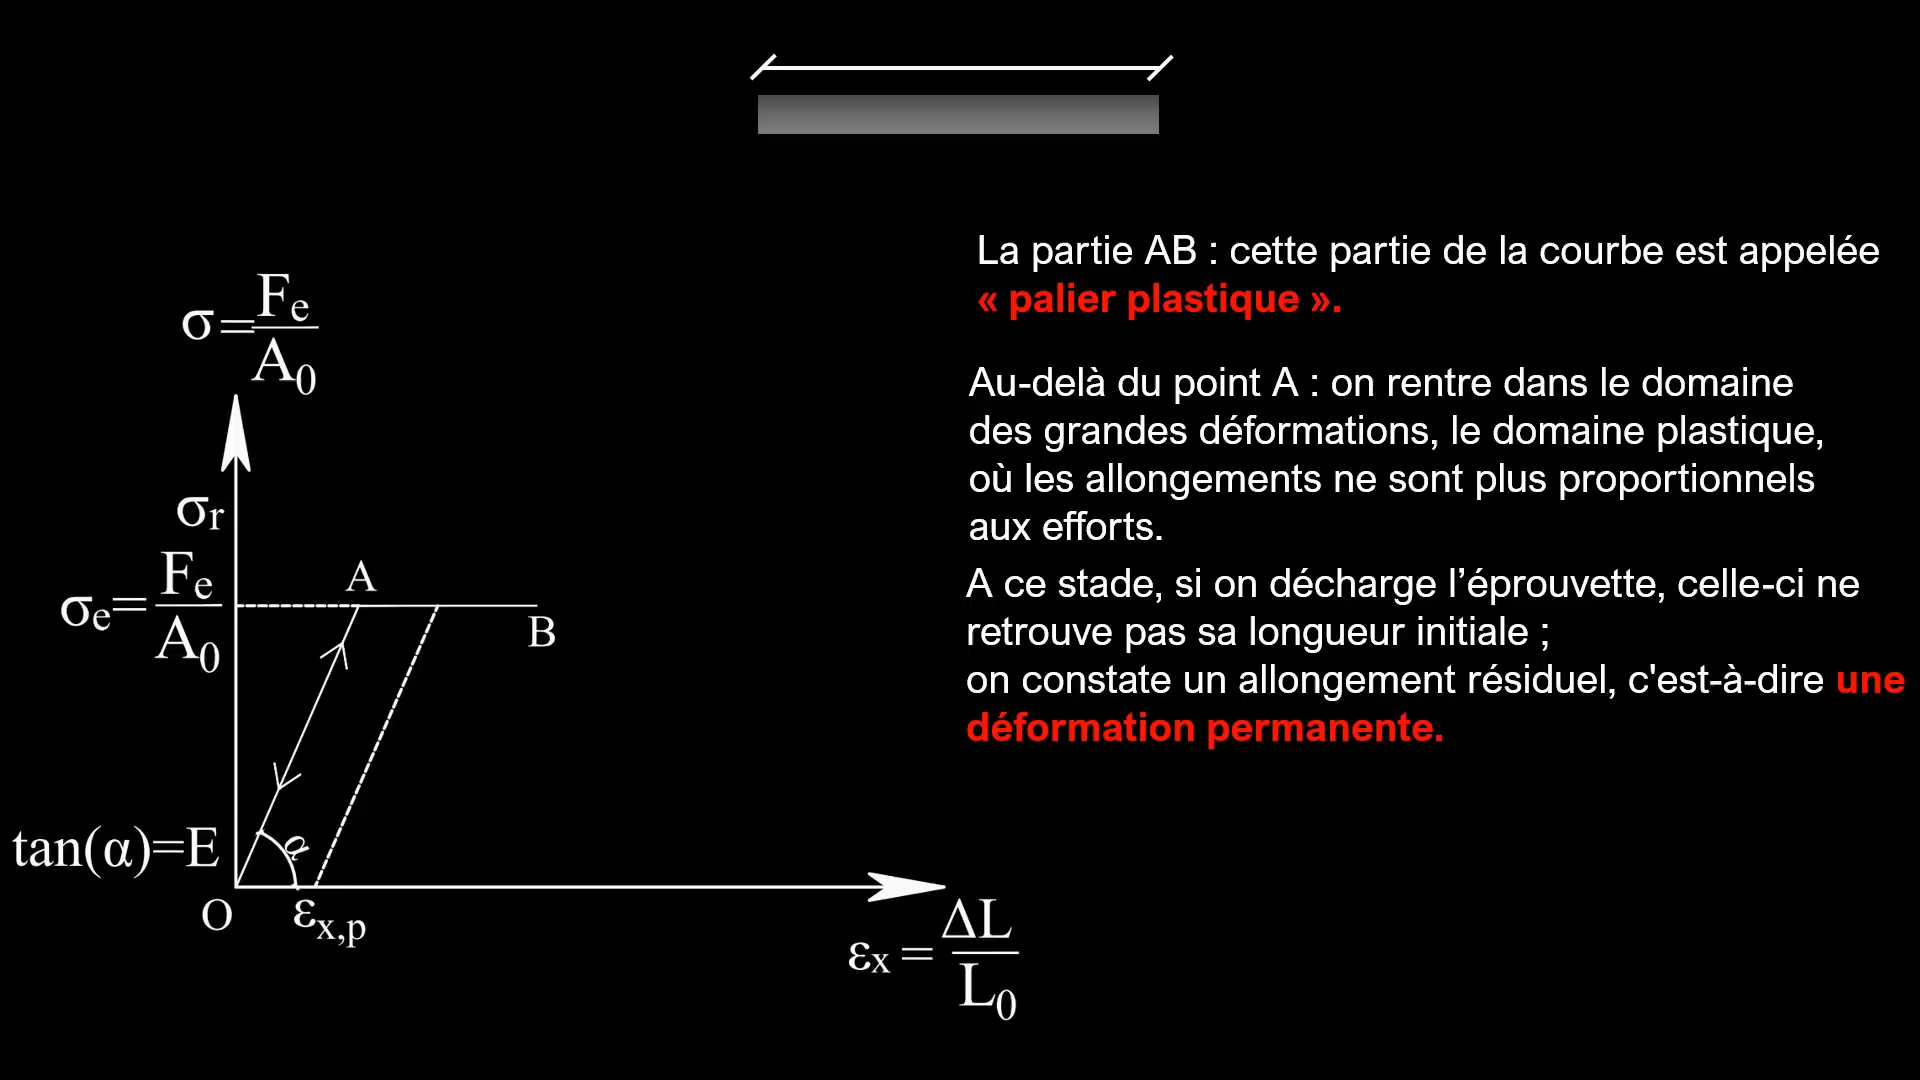 La partie AB : cette partie de la courbe est appelée
« palier plastique ».
Au-delà du point A : on rentre dans le domaine
des grandes déformations, le domaine plastique,
où les allongements ne sont plus proportionnels
aux efforts.
A ce stade, si on décharge l’éprouvette, celle-ci ne
retrouve pas sa longueur initiale ;
on constate un allongement résiduel, c'est-à-dire une
déformation permanente.
σ=Fe/A0
σr
σe=Fe/A0
A
B
tan(α)=E
α
O
εx,p
εx=ΔL/L0